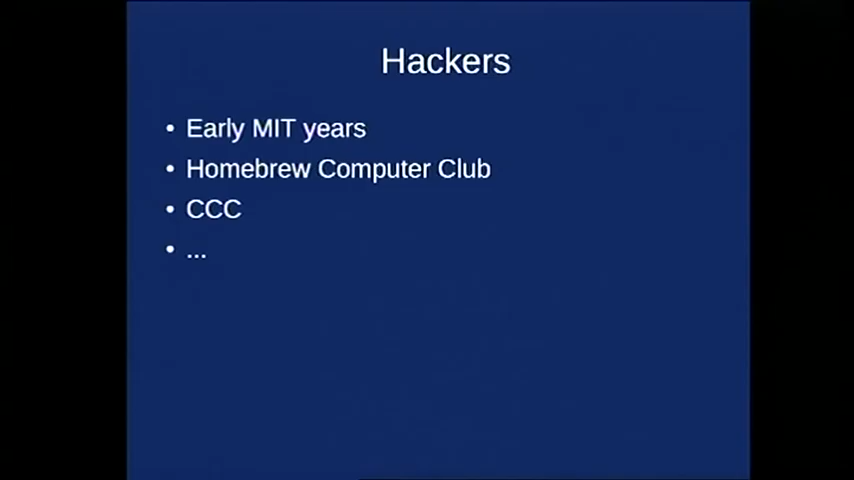 Hackers
• Early MIT years
• Homebrew Computer Club
• CCC
• ...